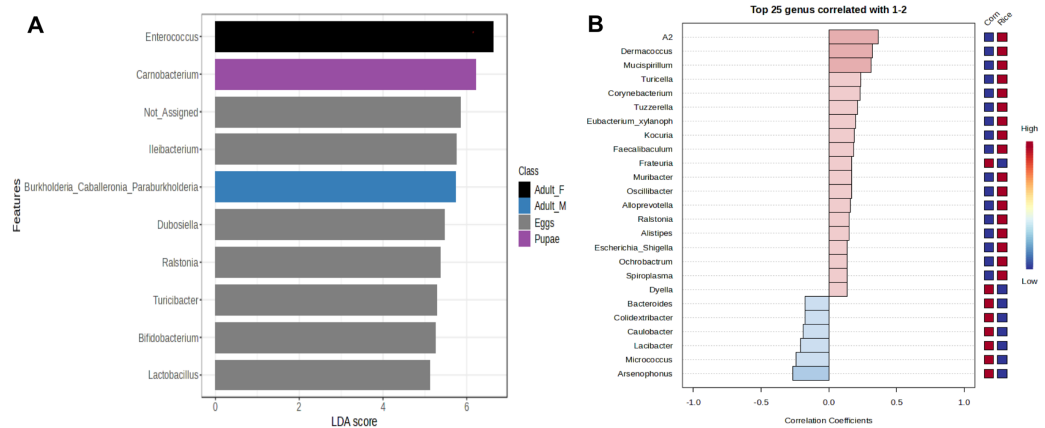 A
Enterococcus
Carnobacterium
Not_Assigned
Ileibacterium
Burkholderia_Caballeronia_Paraburkholderia
Dubosiella
Ralstonia
Turicibacter
Bifidobacterium
Lactobacillus
Features
0 2 4 6
LDA score
Class
Adult_F
Adult_M
Eggs
Pupae
B
Top 25 genus correlated with 1-2
Corn Rice
A2
Dermacoccus
Mucispirillum
Turicella
Corynebacterium
Tuzzerella
Eubacterium_xylanoph
Kocuria
Faecalibaculum
Frateuria
Muribacter
Oscillibacter
Alloprevotella
Ralstonia
Alistipes
Escherichia_Shigella
Ochrobactrum
Spiroplasma
Dyella
Bacteroides
Colidextribacter
Caulobacter
Lacibacter
Micrococcus
Arsenophonus
-1.0 -0.5 0.0 0.5 1.0
Correlation Coefficients
High
Low